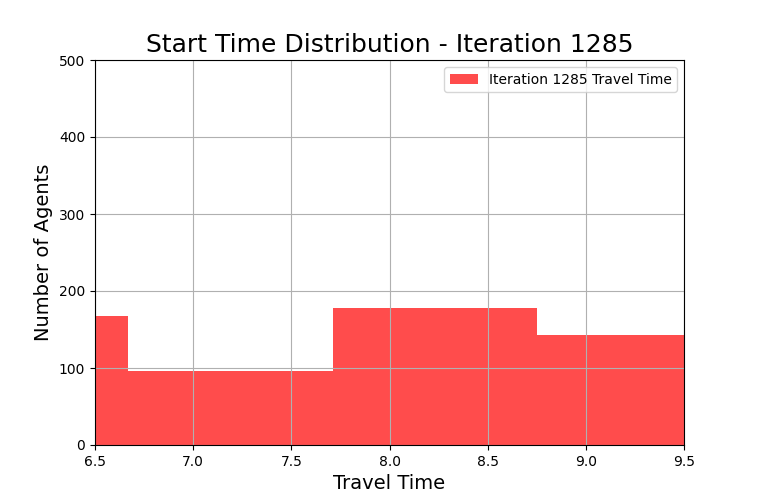 Start Time Distribution - Iteration 1285
500
400
300
200
100
0
Number of Agents
Iteration 1285 Travel Time
6.5 7.0 7.5 8.0 8.5 9.0 9.5
Travel Time